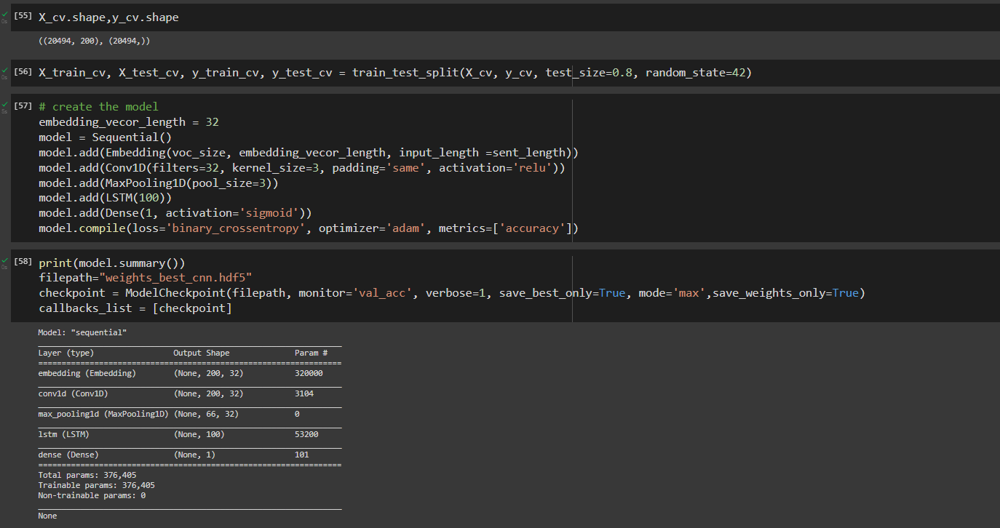 [55] X_cv.shape,y_cv.shape
0s
((20494, 200), (20494,))
[56] X_train_cv, X_test_cv, y_train_cv, y_test_cv = train_test_split(X_cv, y_cv, test_size=0.8, random_state=42)
0s
[57] # create the model
5s
embedding_vecor_length = 32
model = Sequential()
model.add(Embedding(voc_size, embedding_vecor_length, input_length =sent_length))
model.add(Conv1D(filters=32, kernel_size=3, padding='same', activation='relu'))
model.add(MaxPooling1D(pool_size=3))
model.add(LSTM(100))
model.add(Dense(1, activation='sigmoid'))
model.compile(loss='binary_crossentropy', optimizer='adam', metrics=['accuracy'])
[58] print(model.summary())
0s
filepath="weights_best_cnn.hdf5"
checkpoint = ModelCheckpoint(filepath, monitor='val_acc', verbose=1, save_best_only=True, mode='max',save_weights_only=True)
callbacks_list = [checkpoint]
Model: "sequential"
Layer (type) Output Shape Param #
embedding (Embedding) (None, 200, 32) 320000
conv1d (Conv1D) (None, 200, 32) 3104
max_pooling1d (MaxPooling1D) (None, 66, 32) 0
lstm (LSTM) (None, 100) 53200
dense (Dense) (None, 1) 101
Total params: 376,405
Trainable params: 376,405
Non-trainable params: 0
None